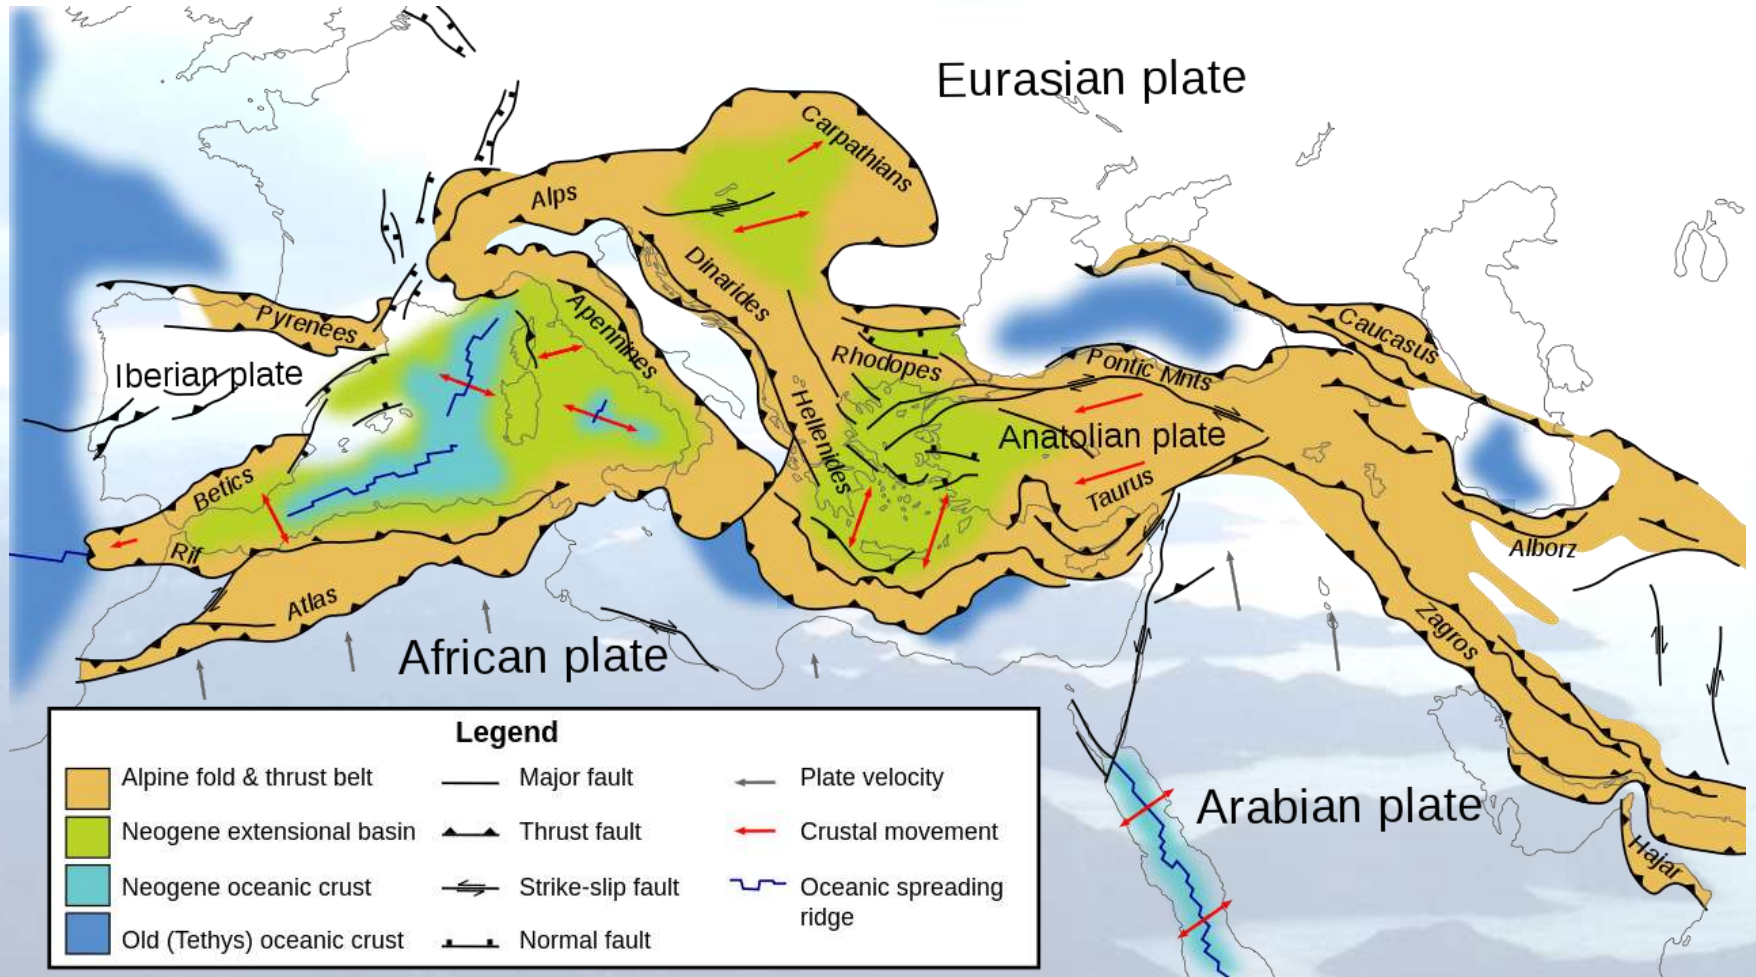 Eurasian plate
Carpathians
Alps
Dinarides
Pyrenees
Apennines
Caucasus
Iberian plate
Rhodopes
Pontic Mnts
Hellenides
Anatolian plate
Betics
Taurus
Rif
Alborz
Atlas
Zagros
African plate
Arabian plate
Hajar
Legend
Alpine fold & thrust belt
Major fault
Plate velocity
Neogene extensional basin
Thrust fault
Crustal movement
Neogene oceanic crust
Strike-slip fault
Oceanic spreading
ridge
Old (Tethys) oceanic crust
Normal fault